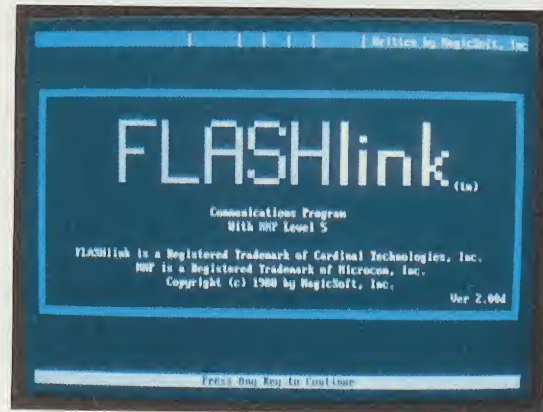 Written by MagicSoft, Inc
FLASHlink (tm)
Communications Program
With MNP Level 5
FLASHlink is a Registered Trademark of Cardinal Technologies, Inc.
MNP is a Registered Trademark of Microcom, Inc.
Copyright (c) 1988 by MagicSoft, Inc.
Ver 2.00d
Press Any Key to Continue